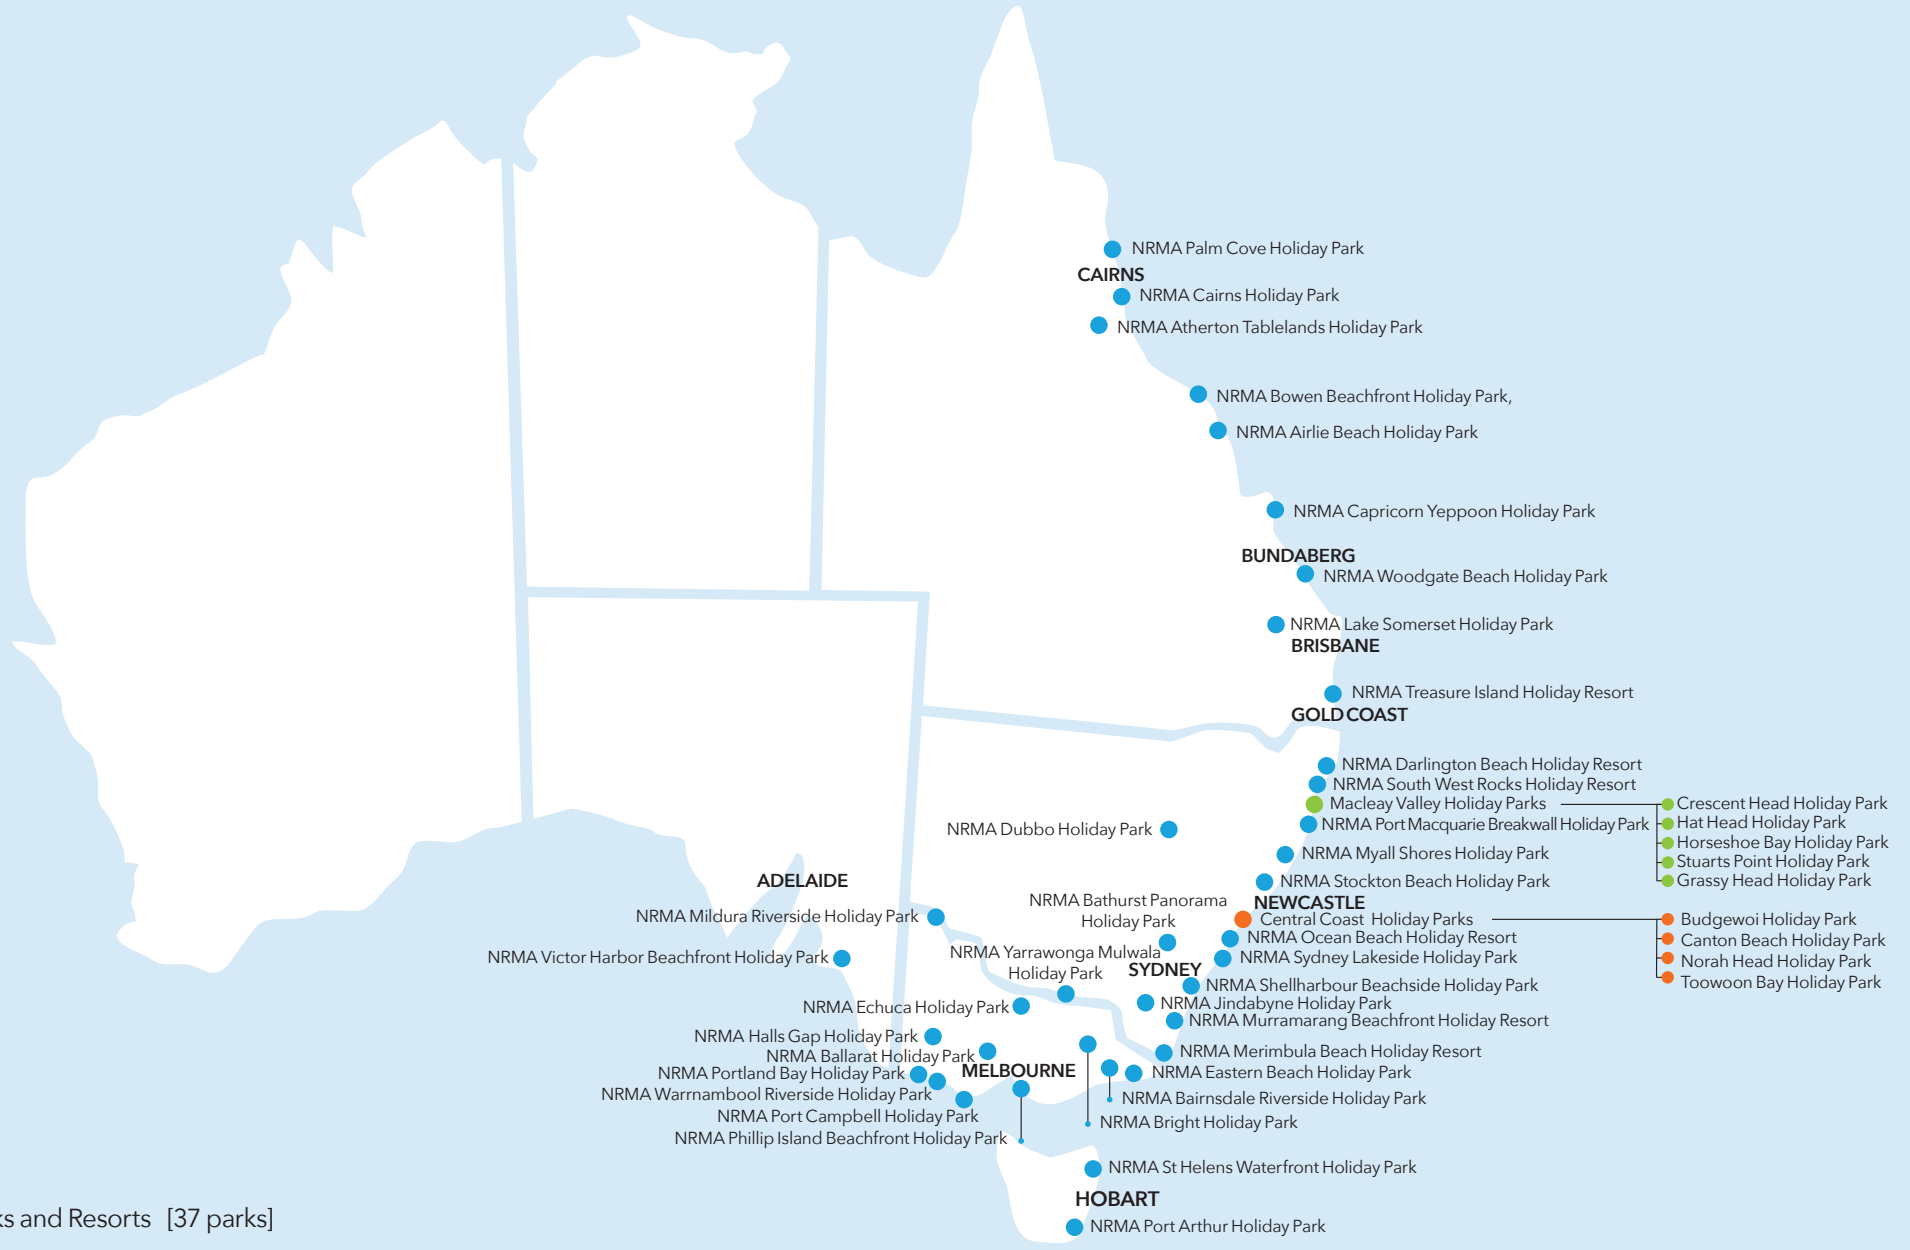 NRMA Palm Cove Holiday Park
CAIRNS
NRMA Cairns Holiday Park
NRMA Atherton Tablelands Holiday Park
NRMA Bowen Beachfront Holiday Park,
NRMA Airlie Beach Holiday Park
NRMA Capricorn Yeppoon Holiday Park
BUNDABERG
NRMA Woodgate Beach Holiday Park
NRMA Lake Somerset Holiday Park
BRISBANE
NRMA Treasure Island Holiday Resort
GOLD COAST
NRMA Darlington Beach Holiday Resort
NRMA South West Rocks Holiday Resort
Macleay Valley Holiday Parks
Crescent Head Holiday Park
Hat Head Holiday Park
Horseshoe Bay Holiday Park
Stuarts Point Holiday Park
Grassy Head Holiday Park
NRMA Port Macquarie Breakwall Holiday Park
NRMA Dubbo Holiday Park
NRMA Myall Shores Holiday Park
NRMA Stockton Beach Holiday Park
NEWCASTLE
NRMA Bathurst Panorama
Holiday Park
Central Coast Holiday Parks
Budgewoi Holiday Park
Canton Beach Holiday Park
Norah Head Holiday Park
Toowoon Bay Holiday Park
NRMA Ocean Beach Holiday Resort
NRMA Sydney Lakeside Holiday Park
ADELAIDE
NRMA Mildura Riverside Holiday Park
NRMA Victor Harbor Beachfront Holiday Park
NRMA Yarrawonga Mulwala
Holiday Park
SYDNEY
NRMA Shellharbour Beachside Holiday Park
NRMA Jindabyne Holiday Park
NRMA Murramarang Beachfront Holiday Resort
NRMA Echuca Holiday Park
NRMA Halls Gap Holiday Park
NRMA Ballarat Holiday Park
NRMA Merimbula Beach Holiday Resort
MELBOURNE
NRMA Eastern Beach Holiday Park
NRMA Portland Bay Holiday Park
NRMA Warrnambool Riverside Holiday Park
NRMA Bairnsdale Riverside Holiday Park
NRMA Port Campbell Holiday Park
NRMA Bright Holiday Park
NRMA Phillip Island Beachfront Holiday Park
NRMA St Helens Waterfront Holiday Park
HOBART
NRMA Port Arthur Holiday Park
and Resorts [37 parks]